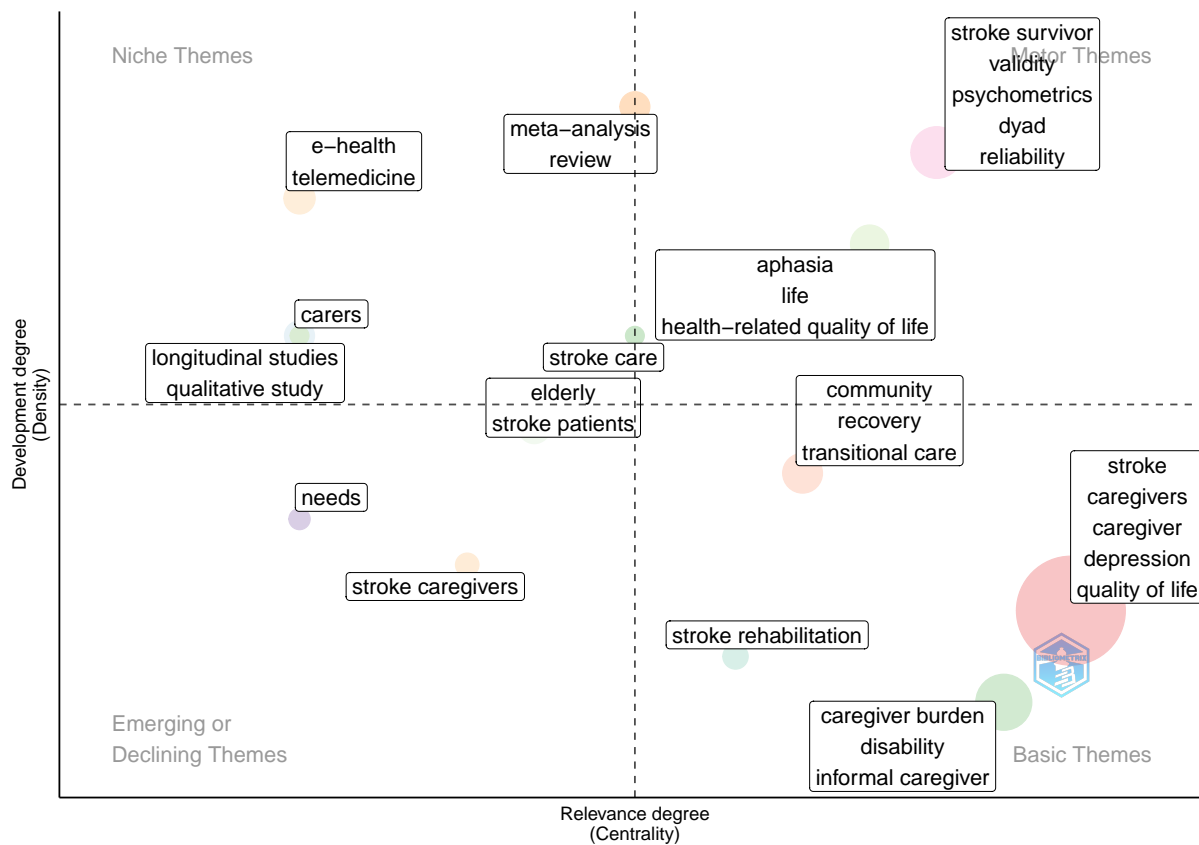 Niche Themes
Motor Themes
stroke survivor
validity
psychometrics
dyad
reliability
meta−analysis
review
e−health
telemedicine
aphasia
life
health−related quality of life
carers
longitudinal studies
qualitative study
stroke care
elderly
stroke patients
community
recovery
transitional care
stroke
caregivers
caregiver
depression
quality of life
needs
stroke caregivers
stroke rehabilitation
BIBLIOMETRIX
caregiver burden
disability
informal caregiver
Emerging or
Declining Themes
Basic Themes
Development degree
(Density)
Relevance degree
(Centrality)